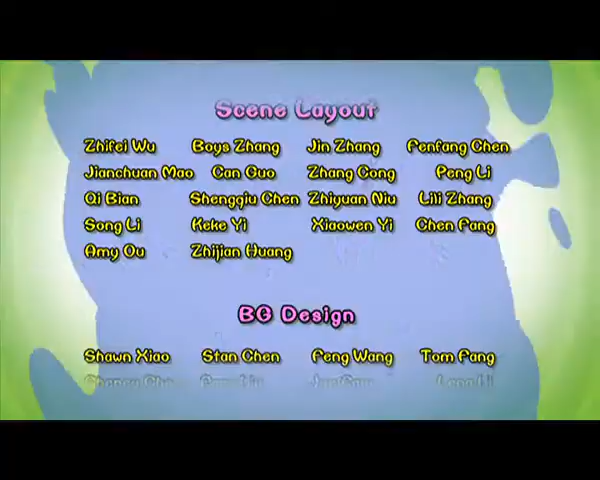 Scene Layout
Zhifei Wu Boys Zhang Jin Zhang Fenfang Chen
Jianchuan Mao Can Guo Zhang Cong Peng Li
Qi Bian Shengqiu Chen Zhiyuan Niu Lili Zhang
Song Li Keke Yi Xiaowen Yi Chen Fang
Amy Ou Zhijian Huang
BG Design
Shawn Xiao Stan Chen Feng Wang Tom Fang